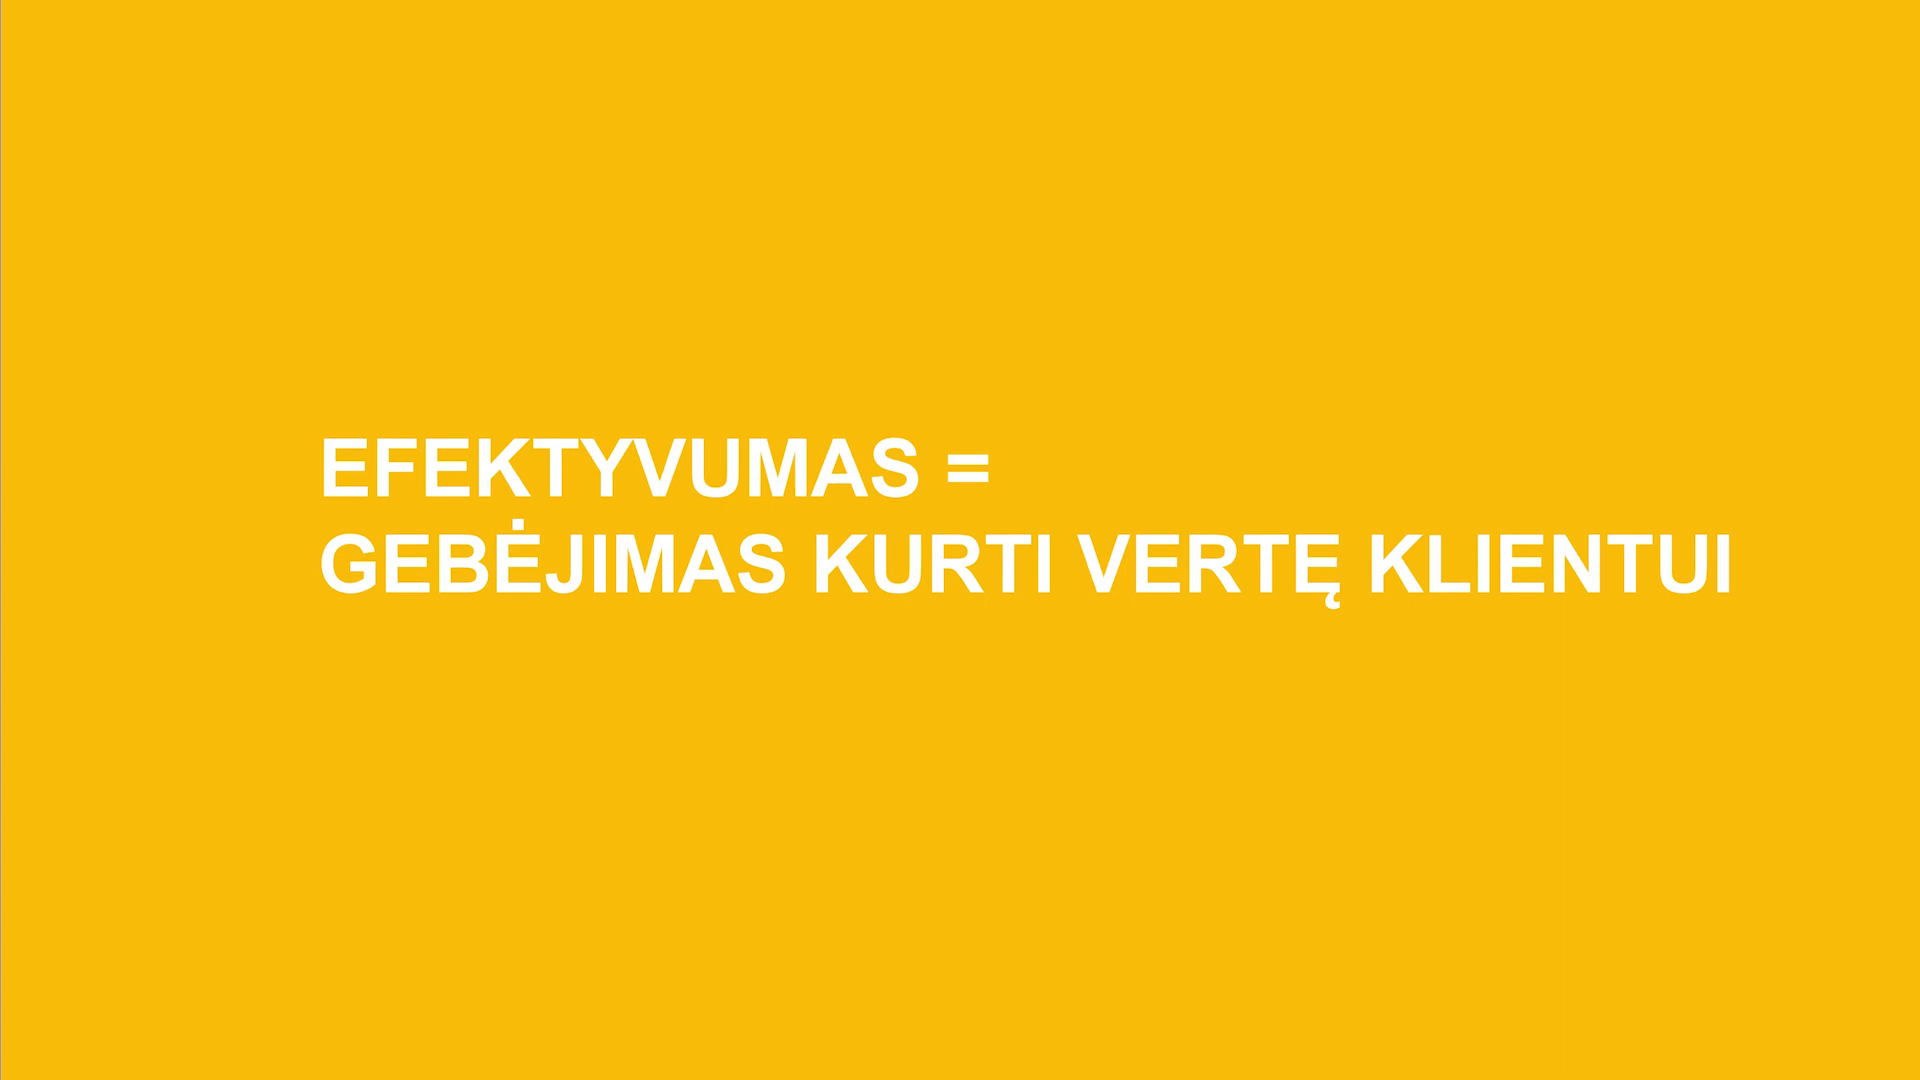 EFEKTYVUMAS =
GEBĖJIMAS KURTI VERTĘ KLIENTUI